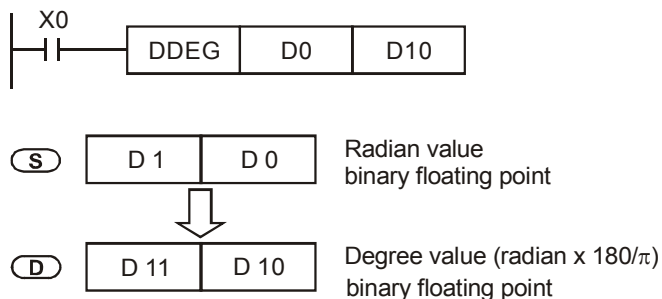 X0
DDEG D0 D10
S D 1 D 0 Radian value
binary floating point
D D 11 D 10 Degree value (radian x 180/π)
binary floating point